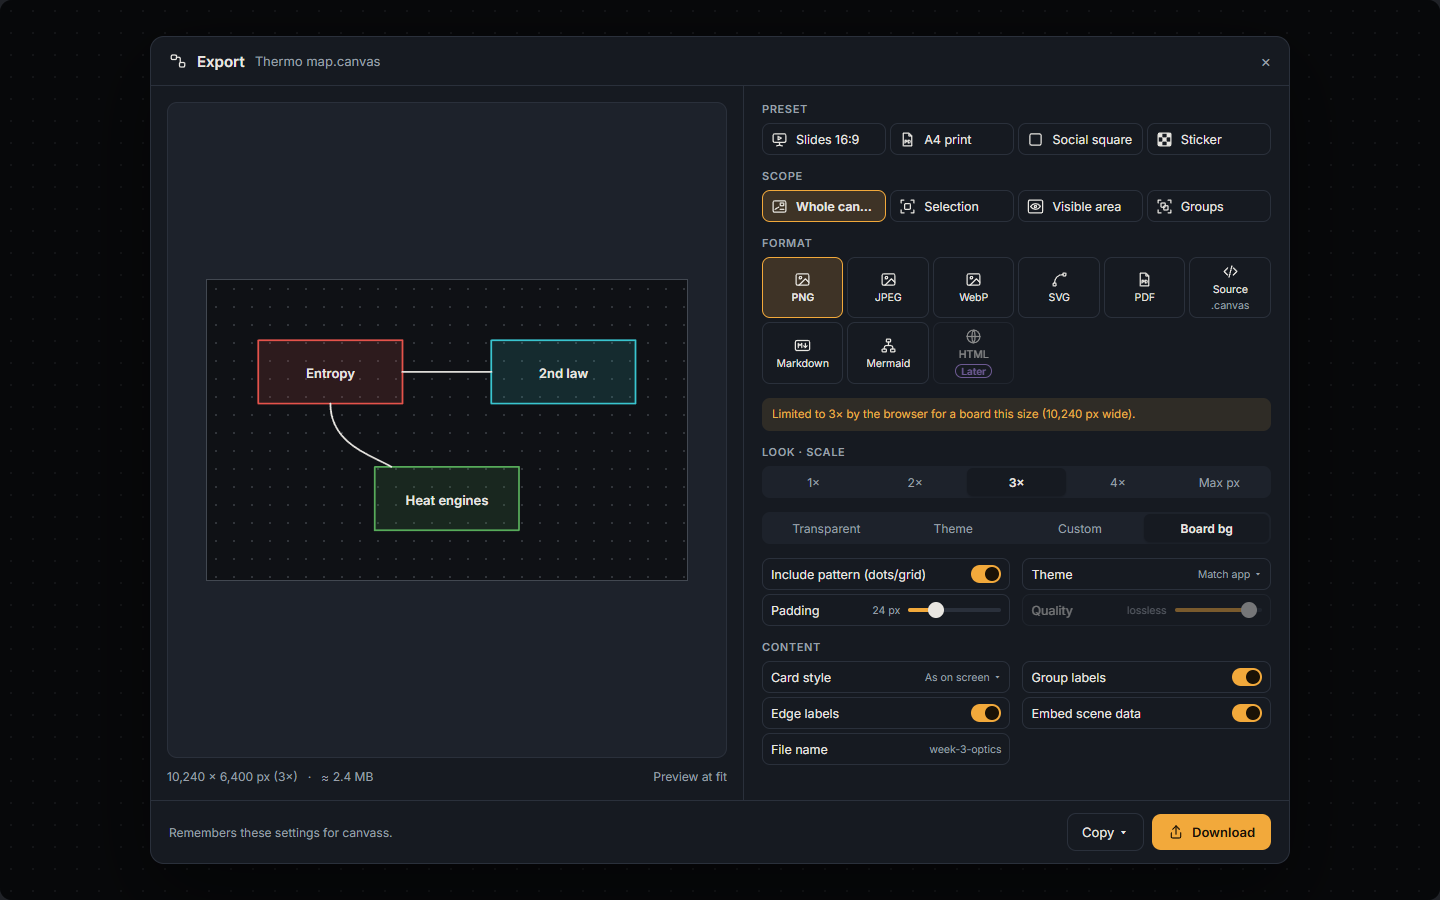 Export Thermo map.canvas ×
PRESET
Slides 16:9 A4 print Social square Sticker
SCOPE
Whole can... Selection Visible area Groups
FORMAT
PNG JPEG WebP SVG PDF Source
.canvas
Markdown Mermaid HTML
Later
Limited to 3× by the browser for a board this size (10,240 px wide).
LOOK · SCALE
1× 2× 3× 4× Max px
Transparent Theme Custom Board bg
Include pattern (dots/grid) Theme Match app
Padding 24 px Quality lossless
CONTENT
Card style As on screen Group labels
Edge labels Embed scene data
File name week-3-optics
Entropy 2nd law
Heat engines
10,240 × 6,400 px (3×) · ≈ 2.4 MB Preview at fit
Remembers these settings for canvass. Copy Download